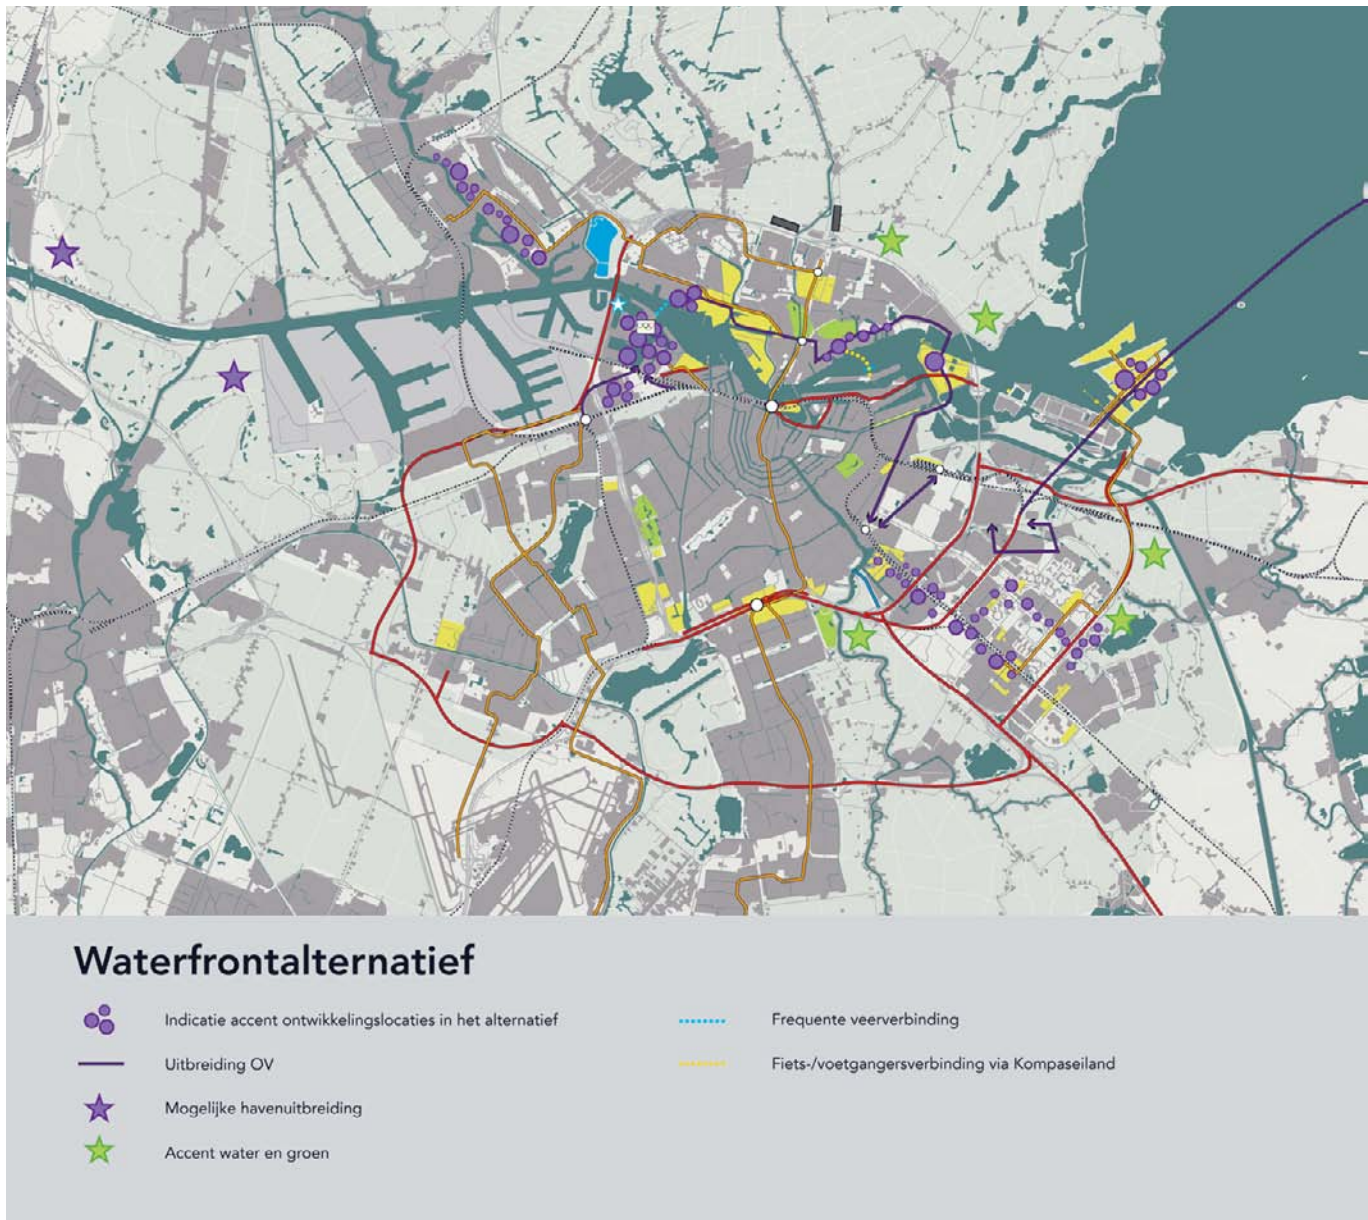 Waterfrontalternatief
Indicatie accent ontwikkelingslocaties in het alternatief
Uitbreiding OV
Mogelijke havenuitbreiding
Accent water en groen
Frequente veerverbinding
Fiets-/voetgangersverbinding via Kompaseiland